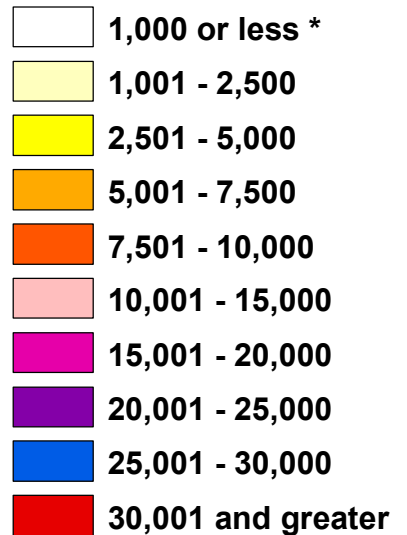 1,000 or less *
1,001 - 2,500
2,501 - 5,000
5,001 - 7,500
7,501 - 10,000
10,001 - 15,000
15,001 - 20,000
20,001 - 25,000
25,001 - 30,000
30,001 and greater